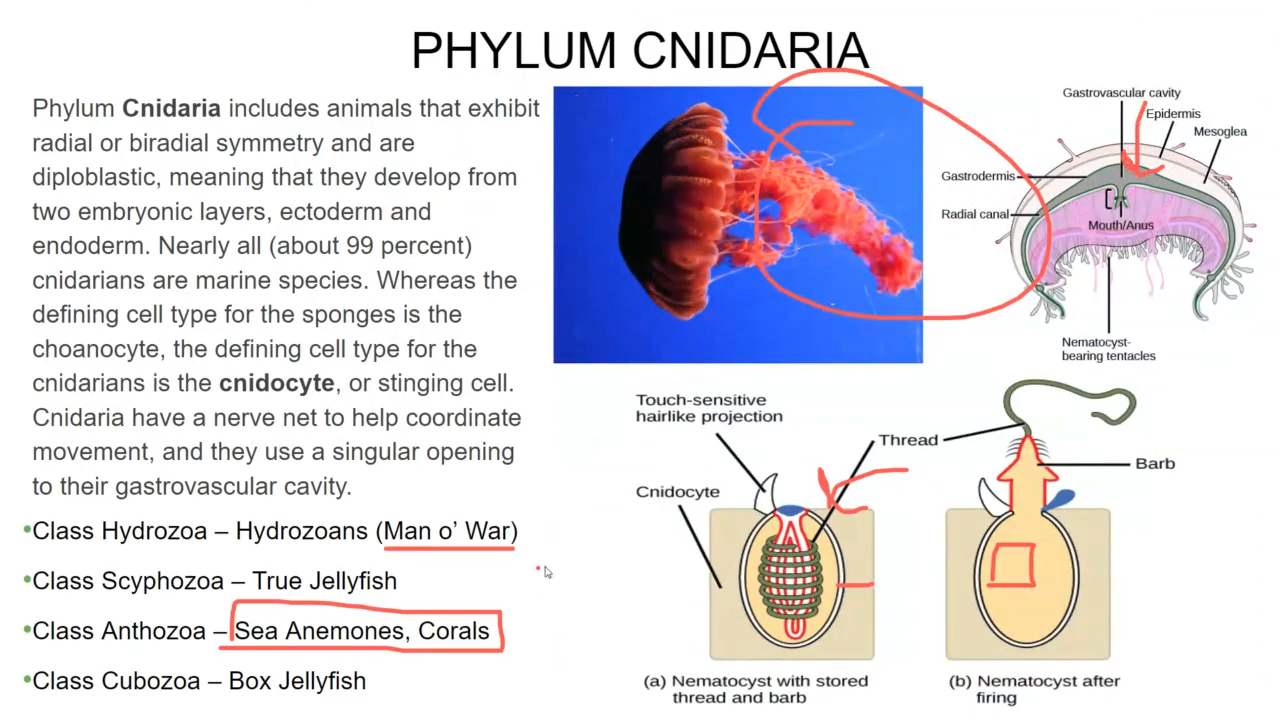 PHYLUM CNIDARIA
Phylum Cnidaria includes animals that exhibit
radial or biradial symmetry and are
diploblastic, meaning that they develop from
two embryonic layers, ectoderm and
endoderm. Nearly all (about 99 percent)
cnidarians are marine species. Whereas the
defining cell type for the sponges is the
choanocyte, the defining cell type for the
cnidarians is the cnidocyte, or stinging cell.
Cnidaria have a nerve net to help coordinate
movement, and they use a singular opening
to their gastrovascular cavity.
•Class Hydrozoa – Hydrozoans (Man o’ War)
•Class Scyphozoa – True Jellyfish
•Class Anthozoa – Sea Anemones, Corals
•Class Cubozoa – Box Jellyfish
Gastrovascular cavity
Epidermis
Mesoglea
Gastrodermis
Radial canal
Mouth/Anus
Nematocyst-
bearing tentacles
Touch-sensitive
hairlike projection
Thread
Barb
Cnidocyte
(a) Nematocyst with stored
thread and barb
(b) Nematocyst after
firing